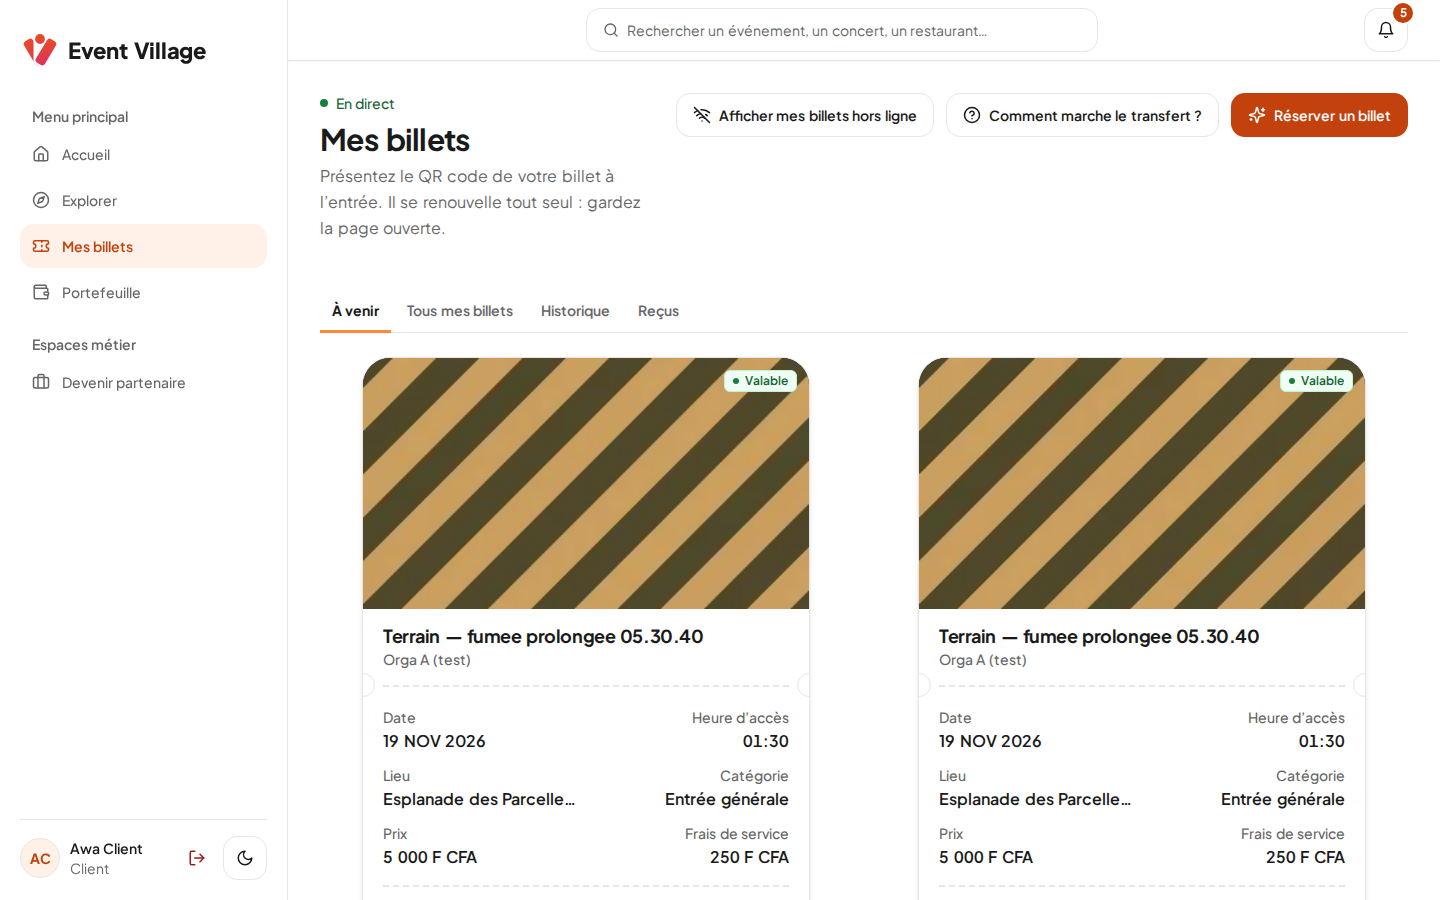 Event Village
Menu principal
Accueil
Explorer
Mes billets
Portefeuille
Espaces métier
Devenir partenaire
AC
Awa Client
Client
Rechercher un événement, un concert, un restaurant...
5
En direct
Mes billets
Présentez le QR code de votre billet à
l'entrée. Il se renouvelle tout seul : gardez
la page ouverte.
Afficher mes billets hors ligne
Comment marche le transfert ?
Réserver un billet
À venir
Tous mes billets
Historique
Reçus
Valable
Terrain — fumee prolongee 05.30.40
Orga A (test)
Date
Heure d'accès
19 NOV 2026
01:30
Lieu
Catégorie
Esplanade des Parcelle...
Entrée générale
Prix
Frais de service
5 000 F CFA
250 F CFA
Valable
Terrain — fumee prolongee 05.30.40
Orga A (test)
Date
Heure d'accès
19 NOV 2026
01:30
Lieu
Catégorie
Esplanade des Parcelle...
Entrée générale
Prix
Frais de service
5 000 F CFA
250 F CFA